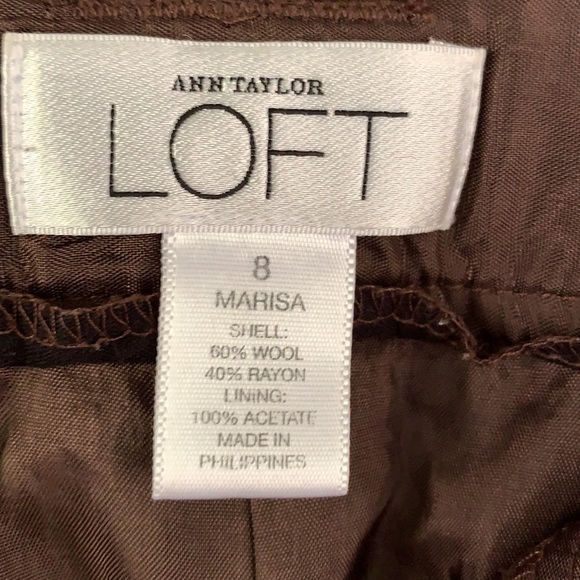 ANN TAYLOR
LOFT
8
MARISA
SHELL:
60% WOOL
40% RAYON
LINING:
100% ACETATE
MADE IN
PHILIPPINES